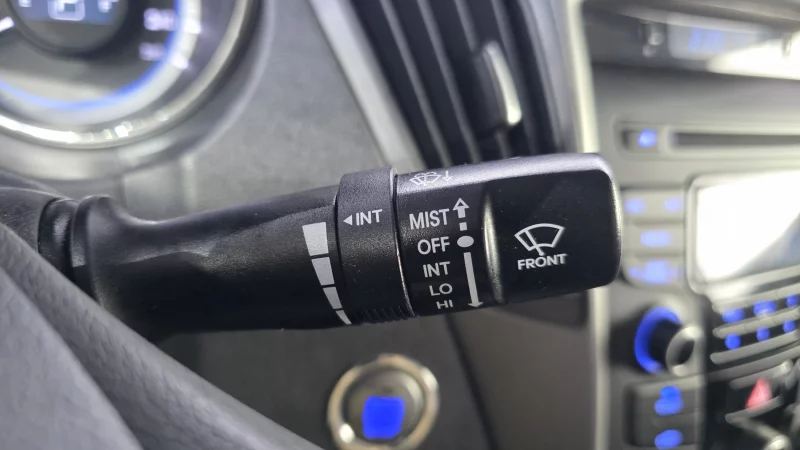 ◄INT
MIST
OFF
INT
LO
HI
FRONT